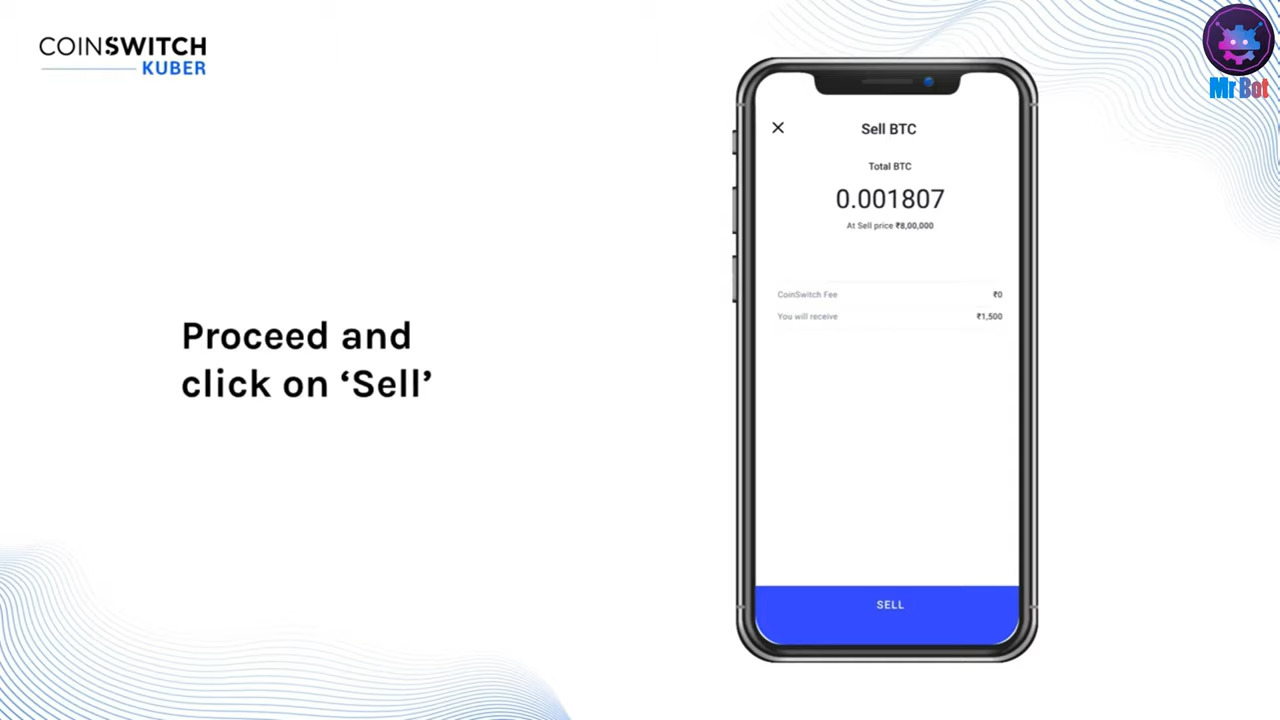 COINSWITCH
KUBER
Mr Bot
Sell BTC
Total BTC
0.001807
At Sell price ₹8,00,000
CoinSwitch Fee ₹0
You will receive ₹1,500
Proceed and
click on ‘Sell’
SELL